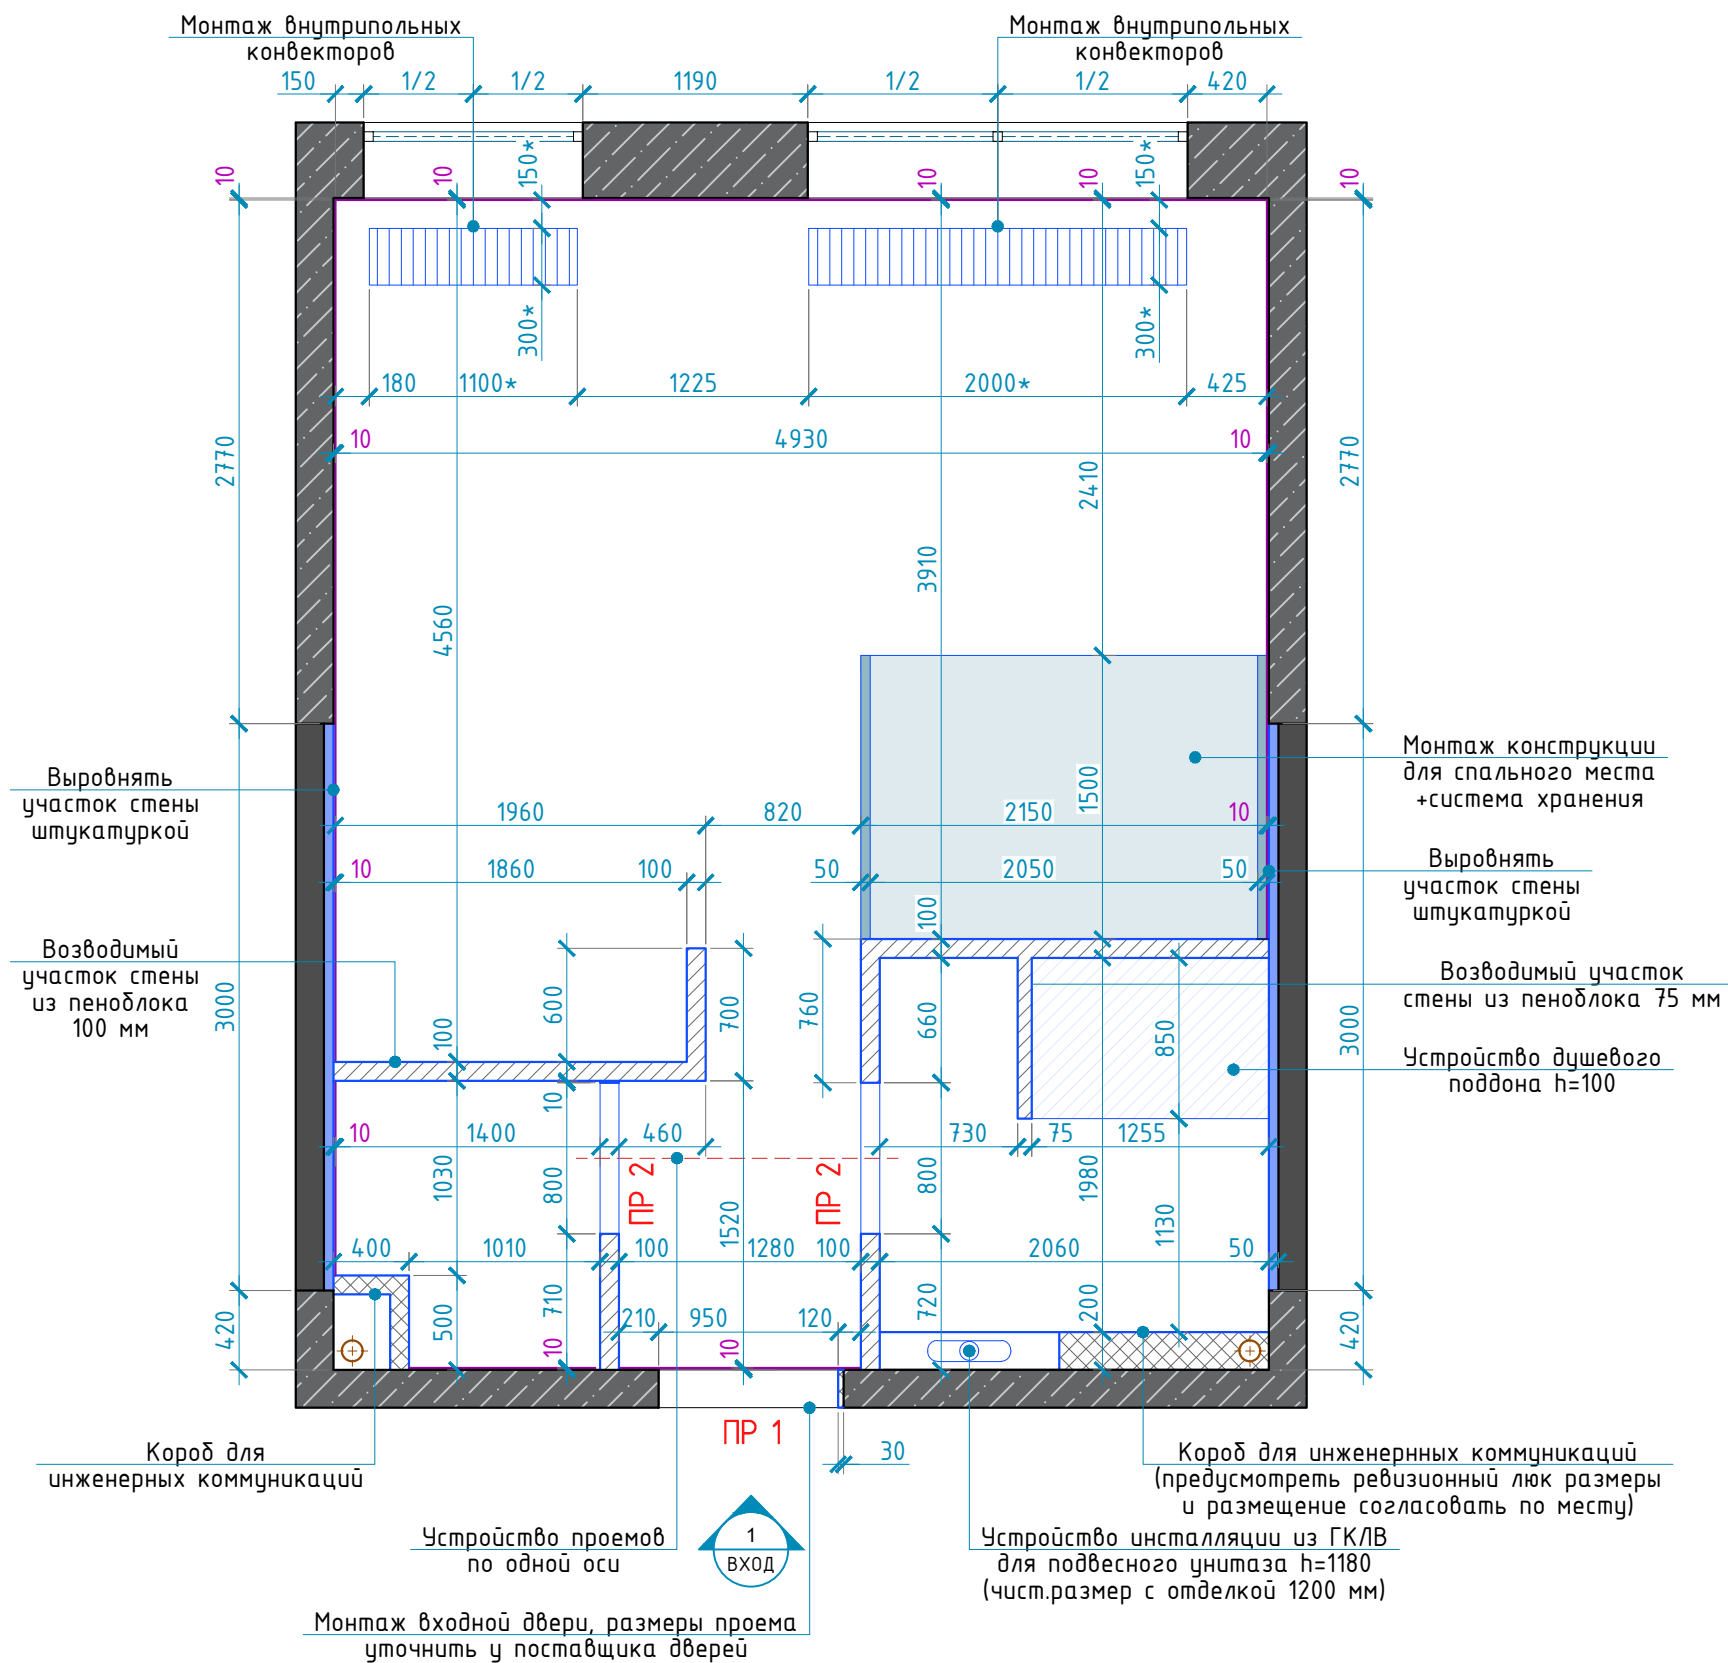 Монтаж внутрипольных
конвекторов
Монтаж внутрипольных
конвекторов
150 1/2 1/2 1190 1/2 1/2 420
10 10 150* 10 10 150* 10
300* 300*
180 1100* 1225 2000* 425
10 4930 10
2770 4560 3910 2410 2770
Монтаж конструкции
для спального места
+система хранения
Выровнять
участок стены
штукатуркой
1500
1960 820 2150 10
10 1860 100 50 2050 50
Выровнять
участок стены
штукатуркой
100
Возводимый
участок стены
из пеноблока
100 мм
Возводимый участок
стены из пеноблока 75 мм
3000 100 600 700 760 660 850 3000
Устройство душевого
поддона h=100
10
10 1400 460 730 75 1255
1030 800 ПР 2 1520 ПР 2 800 1980 1130
400 1010 100 1280 100 2060 50
420 500 710 720 200 420
210 950 120
10 10
ПР 1
30
Короб для
инженерных коммуникаций
Короб для инженернных коммуникаций
(предусмотреть ревизионный люк размеры
и размещение согласовать по месту)
Устройство проемов
по одной оси
1
ВХОД
Устройство инсталляции из ГКЛВ
для подвесного унитаза h=1180
(чист.размер с отделкой 1200 мм)
Монтаж входной двери, размеры проема
уточнить у поставщика дверей